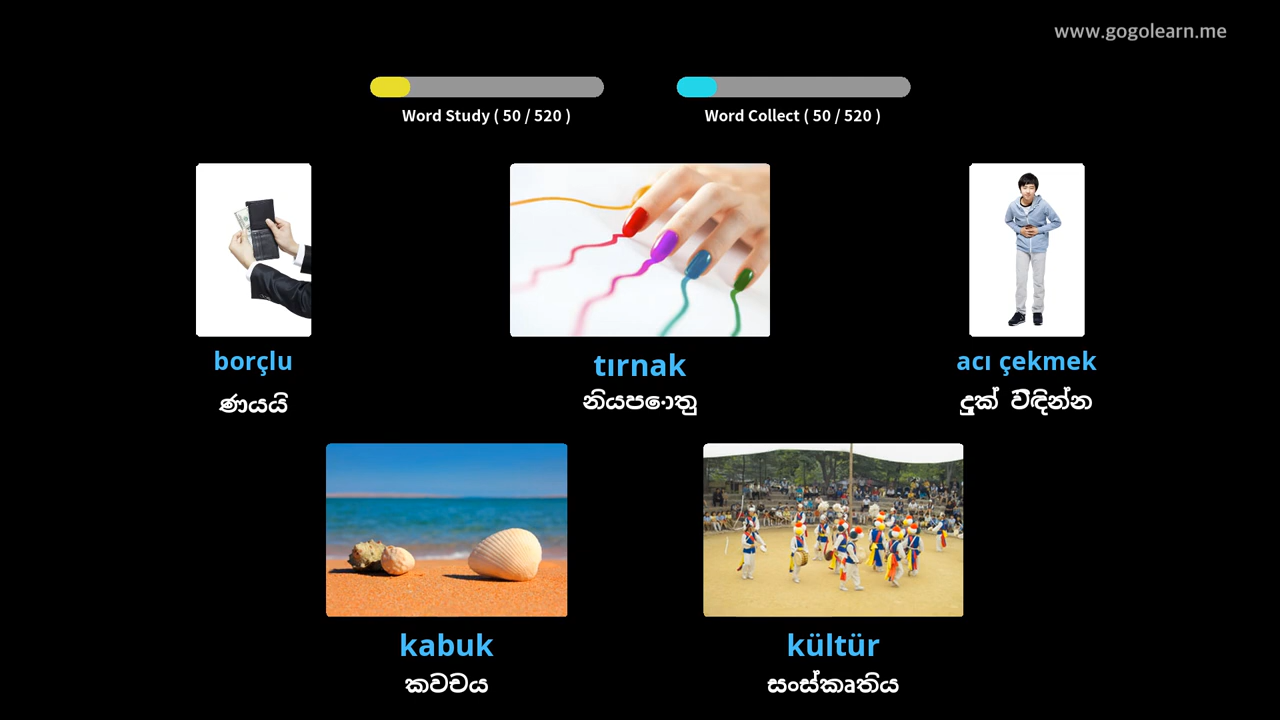 www.gogolearn.me
Word Study ( 50 / 520 )
Word Collect ( 50 / 520 )
borçlu
ණයයි
tırnak
නියපොතු
acı çekmek
දුක් විඳින්න
kabuk
කවචය
kültür
සංස්කෘතිය